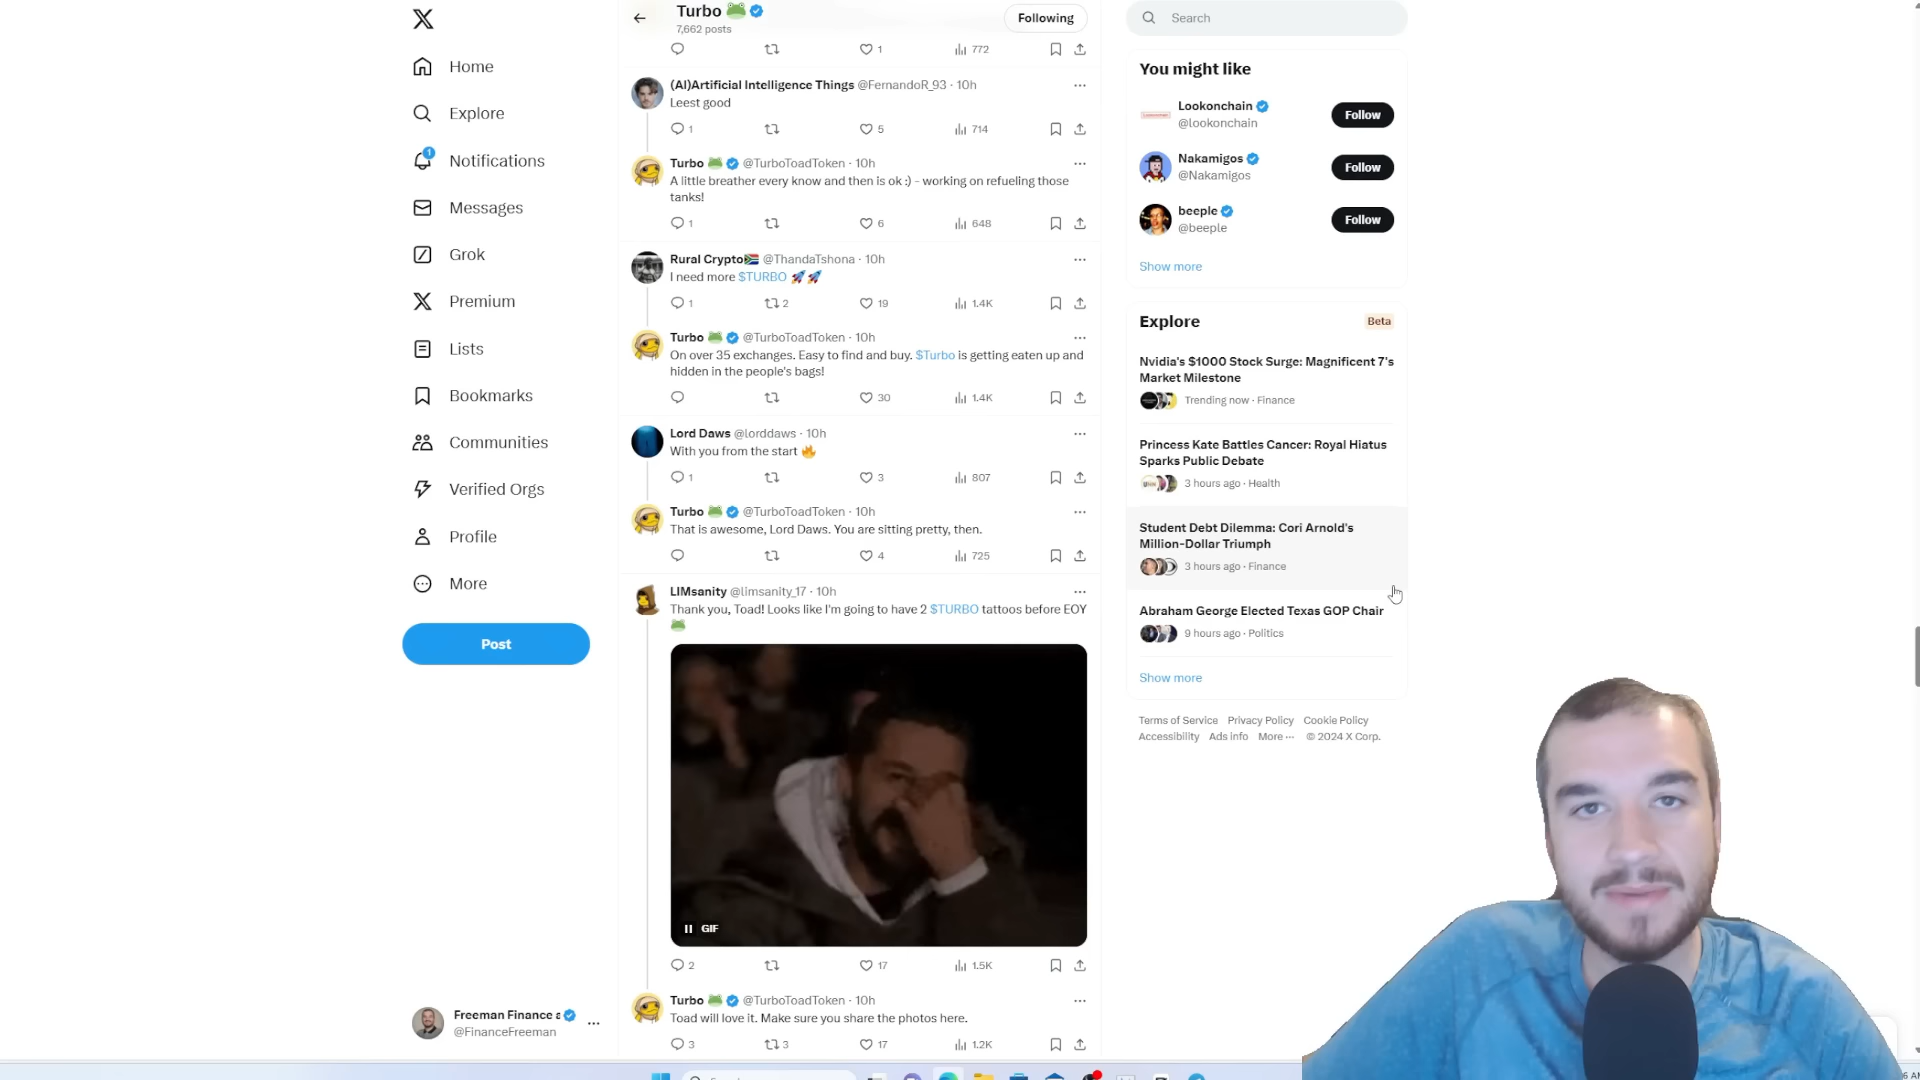 Turbo 🐸
7,662 posts
Following
Search
Home
Explore
1
Notifications
Messages
Grok
Premium
Lists
Bookmarks
Communities
Verified Orgs
Profile
More
Post
Freeman Finance a
@FinanceFreeman
···
1 772
(AI)Artificial Intelligence Things @FernandoR_93 · 10h
Leest good
1 5 714
Turbo 🐸 @TurboToadToken · 10h
A little breather every know and then is ok :) - working on refueling those
tanks!
1 6 648
Rural Crypto🇿🇦 @ThandaTshona · 10h
I need more $TURBO 🚀🚀
1 2 19 1.4K
Turbo 🐸 @TurboToadToken · 10h
On over 35 exchanges. Easy to find and buy. $Turbo is getting eaten up and
hidden in the people's bags!
30 1.4K
Lord Daws @lorddaws · 10h
With you from the start 🔥
1 3 807
Turbo 🐸 @TurboToadToken · 10h
That is awesome, Lord Daws. You are sitting pretty, then.
4 725
LIMsanity @limsanity_17 · 10h
Thank you, Toad! Looks like I'm going to have 2 $TURBO tattoos before EOY
🐸
GIF
2 17 1.5K
Turbo 🐸 @TurboToadToken · 10h
Toad will love it. Make sure you share the photos here.
3 3 17 1.2K
You might like
Lookonchain
@lookonchain
Follow
Nakamigos
@Nakamigos
Follow
beeple
@beeple
Follow
Show more
Explore
Beta
Nvidia's $1000 Stock Surge: Magnificent 7's
Market Milestone
Trending now · Finance
Princess Kate Battles Cancer: Royal Hiatus
Sparks Public Debate
3 hours ago · Health
Student Debt Dilemma: Cori Arnold's
Million-Dollar Triumph
3 hours ago · Finance
Abraham George Elected Texas GOP Chair
9 hours ago · Politics
Show more
Terms of Service Privacy Policy Cookie Policy
Accessibility Ads info More ··· © 2024 X Corp.